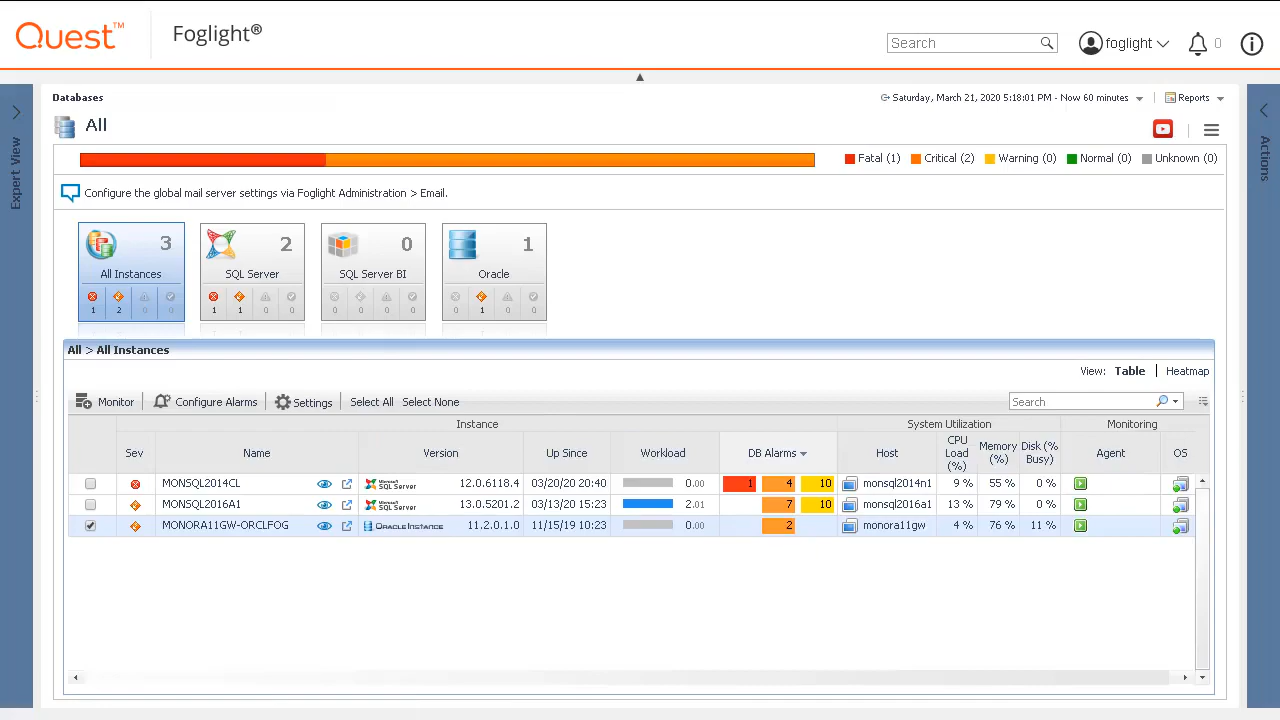 Quest™ Foglight®
Search foglight 0
Databases Saturday, March 21, 2020 5:18:01 PM - Now 60 minutes Reports
All
Fatal (1) Critical (2) Warning (0) Normal (0) Unknown (0)
Configure the global mail server settings via Foglight Administration > Email.
Expert View
Actions
3 All Instances 1 2 0 0
2 SQL Server 1 1 0 0
0 SQL Server BI 0 0 0 0
1 Oracle 0 1 0 0
All > All Instances
View: Table Heatmap
Monitor Configure Alarms Settings Select All Select None Search
Instance System Utilization Monitoring
Sev Name Version Up Since Workload DB Alarms Host CPU Load (%) Memory (%) Disk (% Busy) Agent OS
MONSQL2014CL Microsoft SQL Server 12.0.6118.4 03/20/20 20:40 0.00 1 4 10 monsql2014n1 9 % 55 % 0 %
MONSQL2016A1 Microsoft SQL Server 13.0.5201.2 03/13/20 15:23 2.01 7 10 monsql2016a1 13 % 79 % 0 %
MONORA11GW-ORCLFOG ORACLE INSTANCE 11.2.0.1.0 11/15/19 10:23 0.00 2 monora11gw 4 % 76 % 11 %